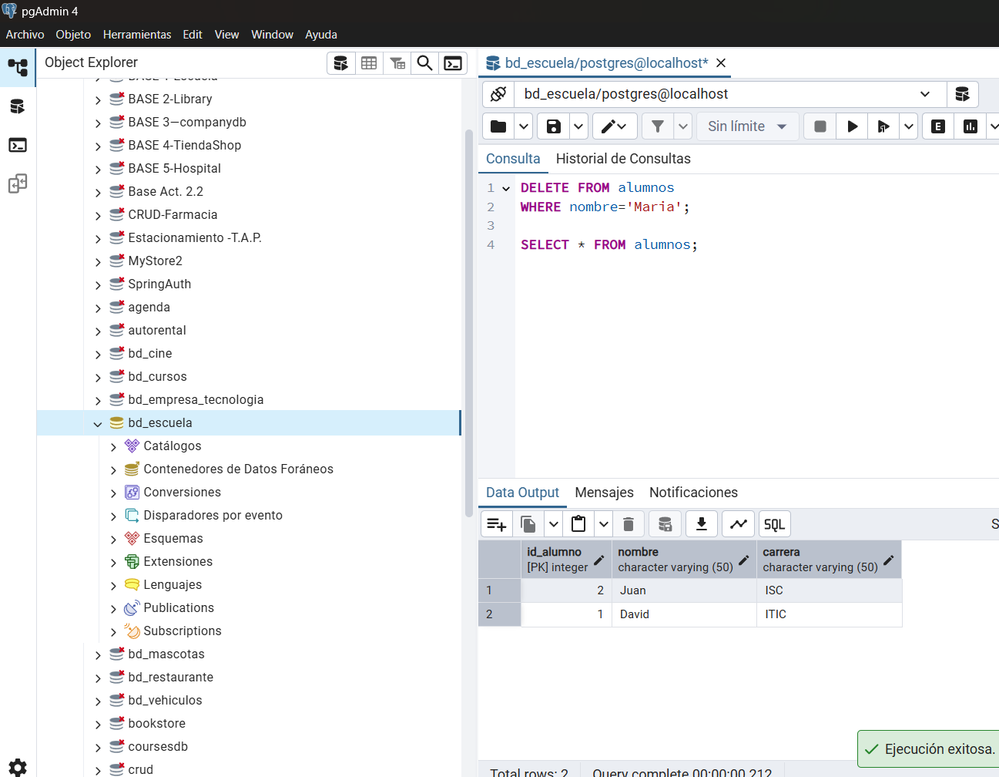 pgAdmin 4
Archivo Objeto Herramientas Edit View Window Ayuda
Object Explorer
BASE 2-Library
BASE 3—companydb
BASE 4-TiendaShop
BASE 5-Hospital
Base Act. 2.2
CRUD-Farmacia
Estacionamiento -T.A.P.
MyStore2
SpringAuth
agenda
autorental
bd_cine
bd_cursos
bd_empresa_tecnologia
bd_escuela
Catálogos
Contenedores de Datos Foráneos
Conversiones
Disparadores por evento
Esquemas
Extensiones
Lenguajes
Publications
Subscriptions
bd_mascotas
bd_restaurante
bd_vehiculos
bookstore
coursesdb
crud
bd_escuela/postgres@localhost*
bd_escuela/postgres@localhost
Sin límite
E
Consulta Historial de Consultas
1 DELETE FROM alumnos
2 WHERE nombre='Maria';
3
4 SELECT * FROM alumnos;
Data Output Mensajes Notificaciones
SQL
id_alumno nombre carrera
[PK] integer character varying (50) character varying (50)
1 2 Juan ISC
2 1 David ITIC
Ejecución exitosa.
Total rows: 2 Query complete 00:00:00.212